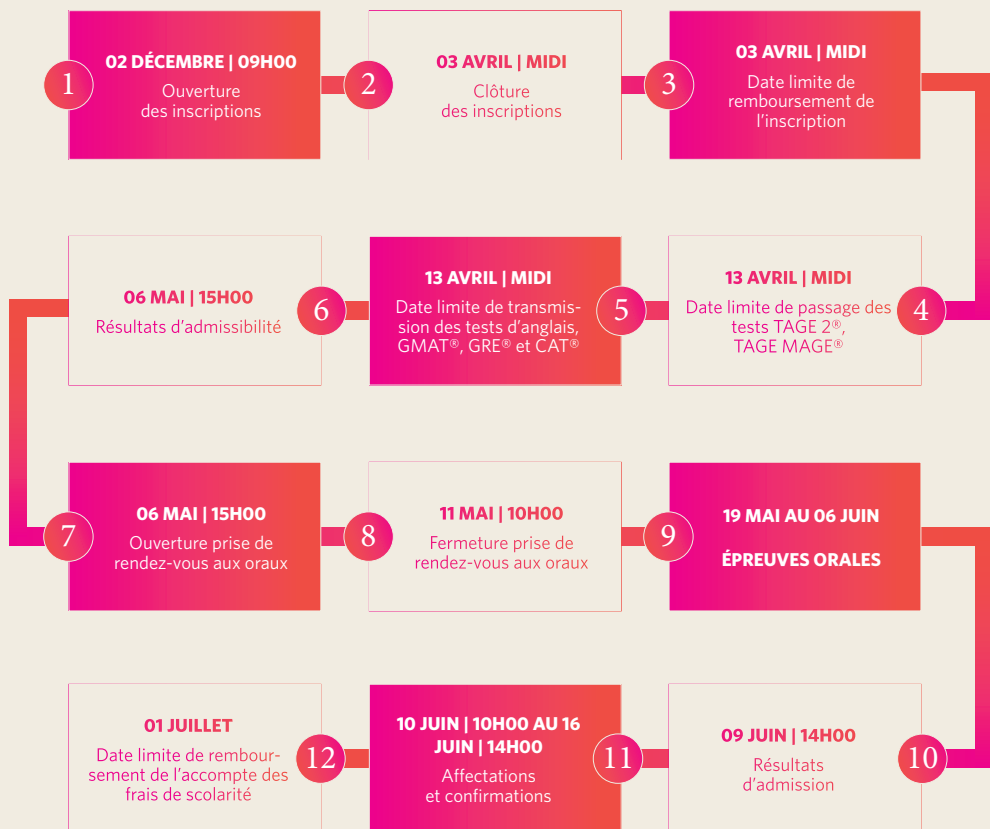 1
02 DÉCEMBRE | 09H00
Ouverture
des inscriptions
2
03 AVRIL | MIDI
Clôture
des inscriptions
3
03 AVRIL | MIDI
Date limite de
remboursement de
l'inscription
4
13 AVRIL | MIDI
Date limite de passage des
tests TAGE 2®,
TAGE MAGE®
5
13 AVRIL | MIDI
Date limite de transmis-
sion des tests d'anglais,
GMAT®, GRE® et CAT®
6
06 MAI | 15H00
Résultats d'admissibilité
7
06 MAI | 15H00
Ouverture prise de
rendez-vous aux oraux
8
11 MAI | 10H00
Fermeture prise de
rendez-vous aux oraux
9
19 MAI AU 06 JUIN
ÉPREUVES ORALES
10
09 JUIN | 14H00
Résultats
d'admission
11
10 JUIN | 10H00 AU 16
JUIN | 14H00
Affectations
et confirmations
12
01 JUILLET
Date limite de rembour-
sement de l'accompte des
frais de scolarité